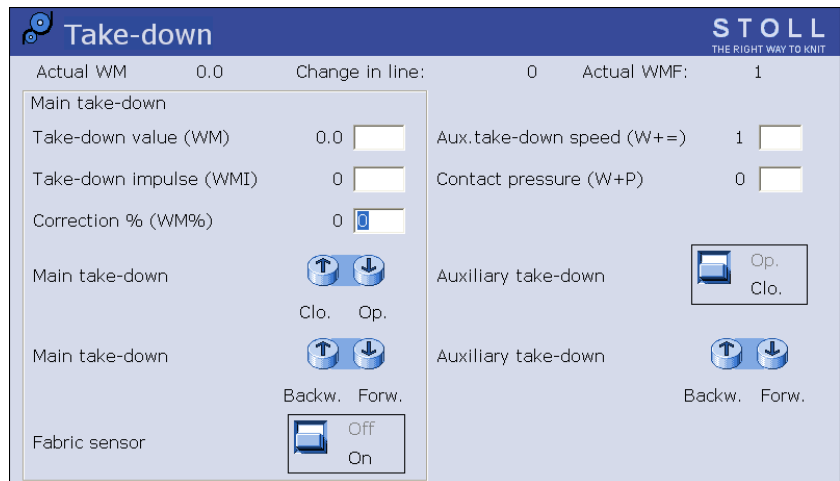 Take-down
STOLL
THE RIGHT WAY TO KNIT
Actual WM 0.0 Change in line: 0 Actual WMF: 1
Main take-down
Take-down value (WM) 0.0 Aux.take-down speed (W+=) 1
Take-down impulse (WMI) 0 Contact pressure (W+P) 0
Correction % (WM%) 0 0
Main take-down Auxiliary take-down Op.
Clo.
Clo. Op.
Main take-down Auxiliary take-down
Backw. Forw. Backw. Forw.
Fabric sensor Off
On